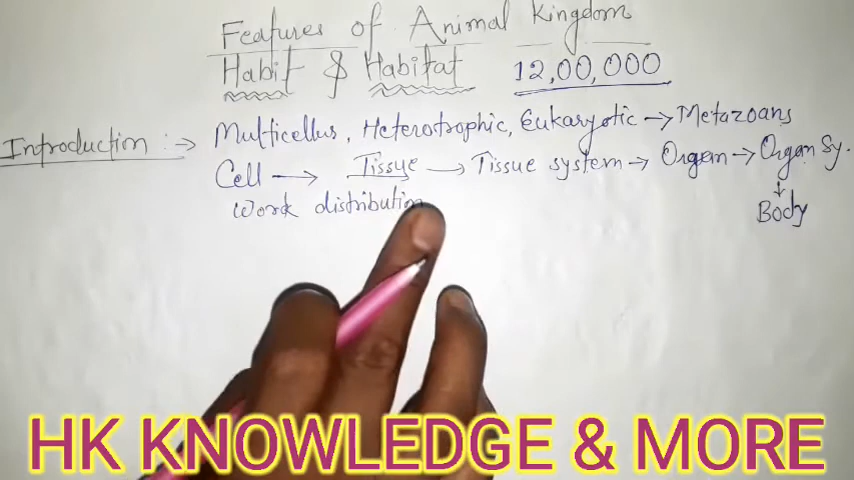 Features of Animal Kingdom
Habit & Habitat 12,00,000
Introduction :→ Multicellus, Heterotrophic, Eukaryotic → Metazoans
Cell → Tissue → Tissue system → Organ → Organ Sy.
↓
Work distribution Body
HK KNOWLEDGE & MORE